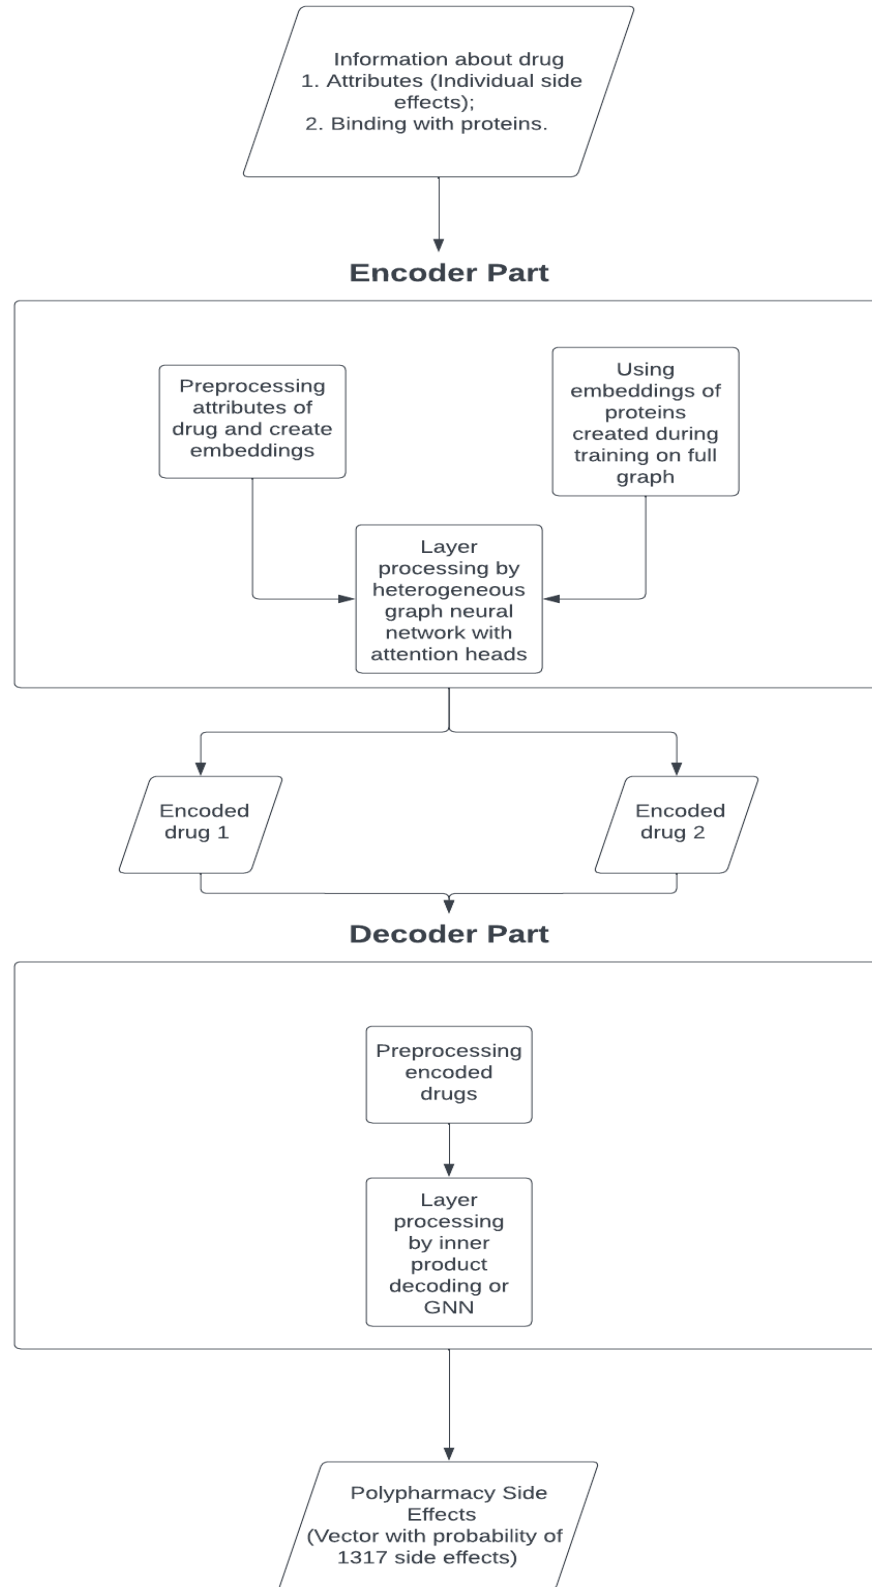 Information about drug
1. Attributes (Individual side
effects);
2. Binding with proteins.
Encoder Part
Preprocessing
attributes of
drug and create
embeddings
Using
embeddings of
proteins
created during
training on full
graph
Layer
processing by
heterogeneous
graph neural
network with
attention heads
Encoded
drug 1
Encoded
drug 2
Decoder Part
Preprocessing
encoded
drugs
Layer
processing
by inner
product
decoding or
GNN
Polypharmacy Side
Effects
(Vector with probability of
1317 side effects)